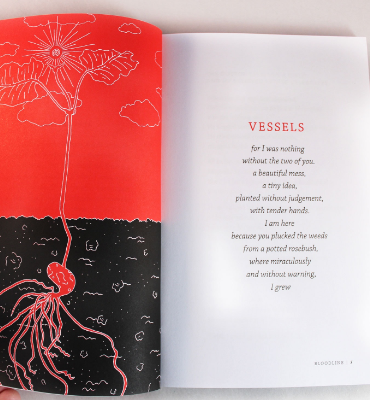 VESSELS
for I was nothing
without the two of you.
a beautiful mess,
a tiny idea,
planted without judgement,
with tender hands.
I am here
because you plucked the weeds
from a potted rosebush,
where miraculously
and without warning,
I grew
BLOODLINE